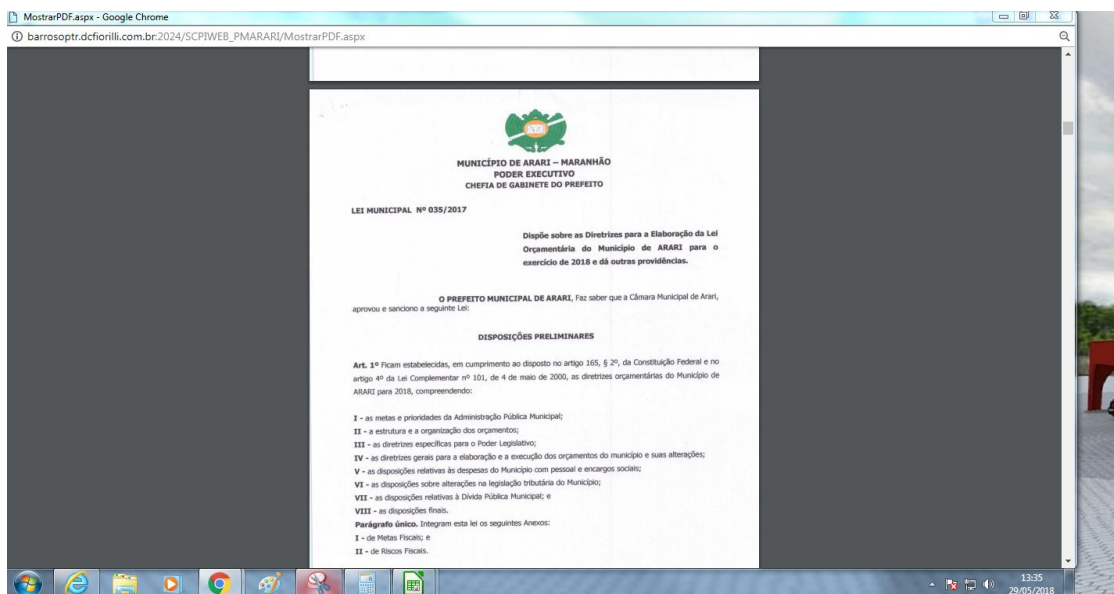 MostrarPDF.aspx - Google Chrome
barrosoptr.dcfiorilli.com.br:2024/SCPIWEB_PMARARI/MostrarPDF.aspx
MUNICÍPIO DE ARARI – MARANHÃO
PODER EXECUTIVO
CHEFIA DE GABINETE DO PREFEITO
LEI MUNICIPAL Nº 035/2017
Dispõe sobre as Diretrizes para a Elaboração da Lei
Orçamentária do Município de ARARI para o
exercício de 2018 e dá outras providências.
O PREFEITO MUNICIPAL DE ARARI, Faz saber que a Câmara Municipal de Arari,
aprovou e sanciono a seguinte Lei:
DISPOSIÇÕES PRELIMINARES
Art. 1º Ficam estabelecidas, em cumprimento ao disposto no artigo 165, § 2º, da Constituição Federal e no
artigo 4º da Lei Complementar nº 101, de 4 de maio de 2000, as diretrizes orçamentárias do Município de
ARARI para 2018, compreendendo:
I - as metas e prioridades da Administração Pública Municipal;
II - a estrutura e a organização dos orçamentos;
III - as diretrizes específicas para o Poder Legislativo;
IV - as diretrizes gerais para a elaboração e a execução dos orçamentos do município e suas alterações;
V - as disposições relativas às despesas do Município com pessoal e encargos sociais;
VI - as disposições sobre alterações na legislação tributária do Município;
VII - as disposições relativas à Dívida Pública Municipal; e
VIII - as disposições finais.
Parágrafo único. Integram esta lei os seguintes Anexos:
I - de Metas Fiscais; e
II - de Riscos Fiscais.
13:35
29/05/2018